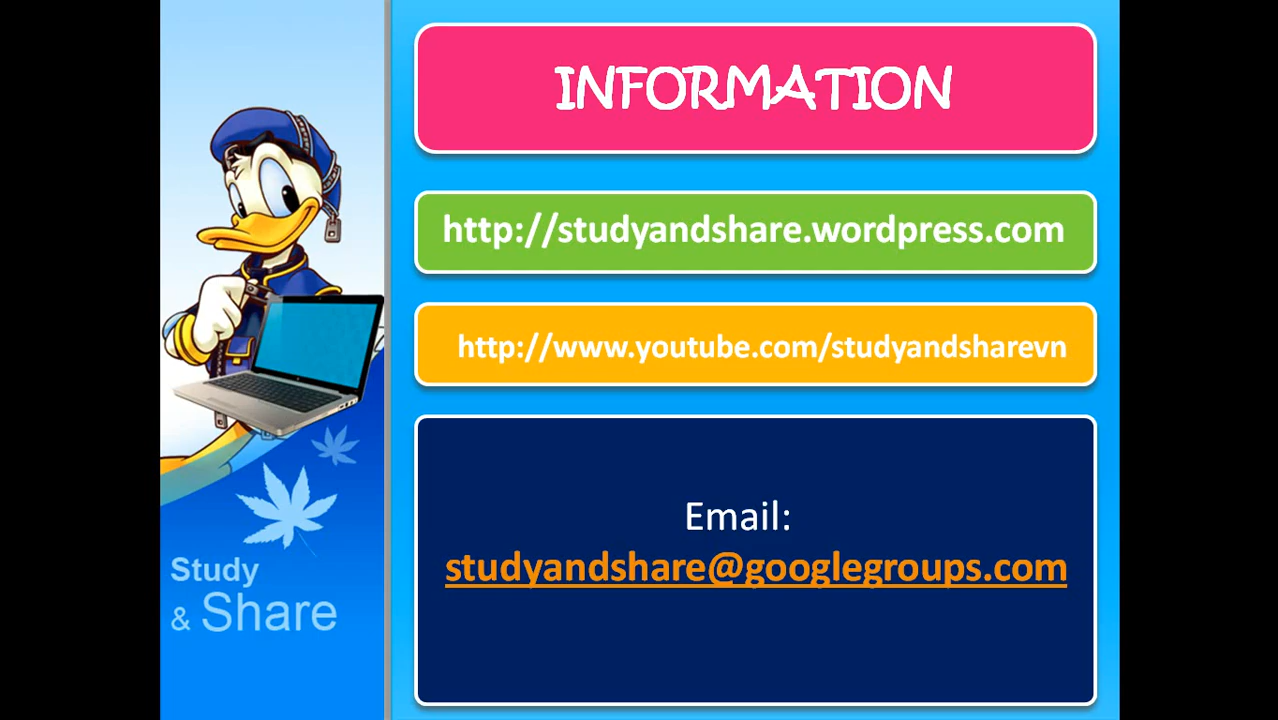 INFORMATION
http://studyandshare.wordpress.com
http://www.youtube.com/studyandsharevn
Email:
studyandshare@googlegroups.com
Study
& Share